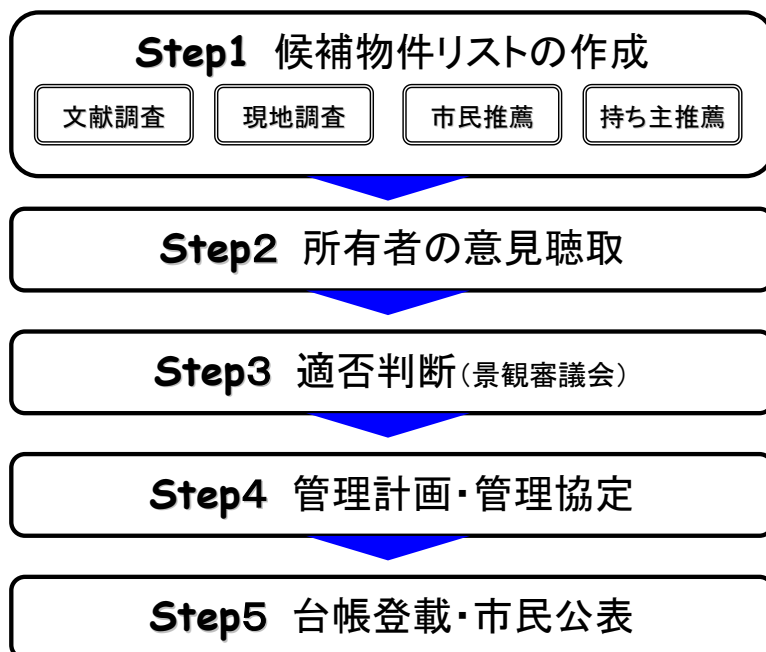 Step1 候補物件リストの作成
文献調査 現地調査 市民推薦 持ち主推薦
Step2 所有者の意見聴取
Step3 適否判断(景観審議会)
Step4 管理計画・管理協定
Step5 台帳登載・市民公表